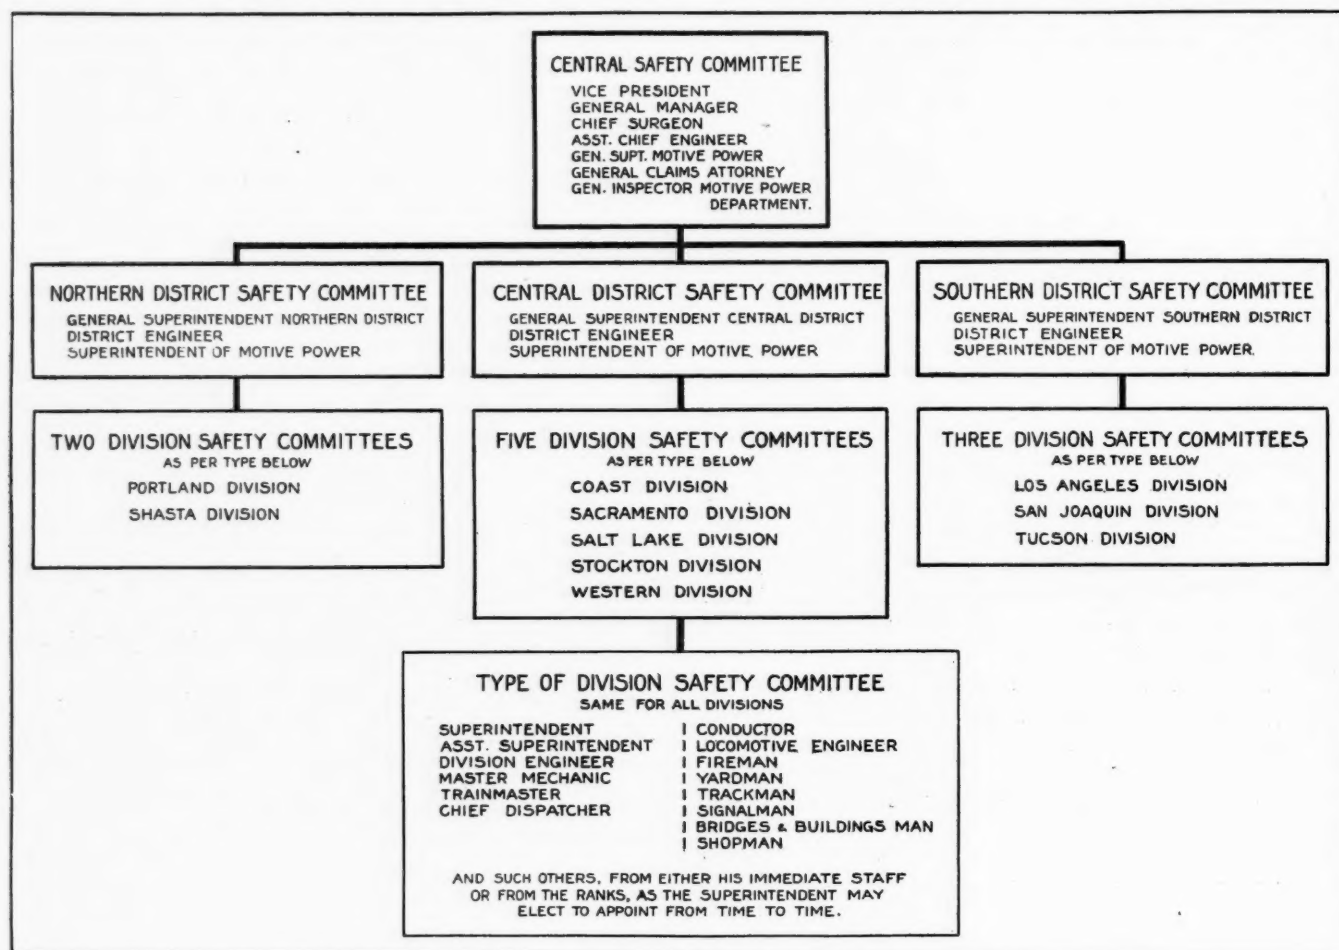 CENTRAL SAFETY COMMITTEE
VICE PRESIDENT
GENERAL MANAGER
CHIEF SURGEON
ASST. CHIEF ENGINEER
GEN. SUPT. MOTIVE POWER
GENERAL CLAIMS ATTORNEY
GEN. INSPECTOR MOTIVE POWER
DEPARTMENT.
NORTHERN DISTRICT SAFETY COMMITTEE
GENERAL SUPERINTENDENT NORTHERN DISTRICT
DISTRICT ENGINEER
SUPERINTENDENT OF MOTIVE POWER
CENTRAL DISTRICT SAFETY COMMITTEE
GENERAL SUPERINTENDENT CENTRAL DISTRICT
DISTRICT ENGINEER
SUPERINTENDENT OF MOTIVE POWER
SOUTHERN DISTRICT SAFETY COMMITTEE
GENERAL SUPERINTENDENT SOUTHERN DISTRICT
DISTRICT ENGINEER
SUPERINTENDENT OF MOTIVE POWER.
TWO DIVISION SAFETY COMMITTEES
AS PER TYPE BELOW
PORTLAND DIVISION
SHASTA DIVISION
FIVE DIVISION SAFETY COMMITTEES
AS PER TYPE BELOW
COAST DIVISION
SACRAMENTO DIVISION
SALT LAKE DIVISION
STOCKTON DIVISION
WESTERN DIVISION
THREE DIVISION SAFETY COMMITTEES
AS PER TYPE BELOW
LOS ANGELES DIVISION
SAN JOAQUIN DIVISION
TUCSON DIVISION
TYPE OF DIVISION SAFETY COMMITTEE
SAME FOR ALL DIVISIONS
SUPERINTENDENT
ASST. SUPERINTENDENT
DIVISION ENGINEER
MASTER MECHANIC
TRAINMASTER
CHIEF DISPATCHER
1 CONDUCTOR
1 LOCOMOTIVE ENGINEER
1 FIREMAN
1 YARDMAN
1 TRACKMAN
1 SIGNALMAN
1 BRIDGES & BUILDINGS MAN
1 SHOPMAN
AND SUCH OTHERS, FROM EITHER HIS IMMEDIATE STAFF
OR FROM THE RANKS, AS THE SUPERINTENDENT MAY
ELECT TO APPOINT FROM TIME TO TIME.